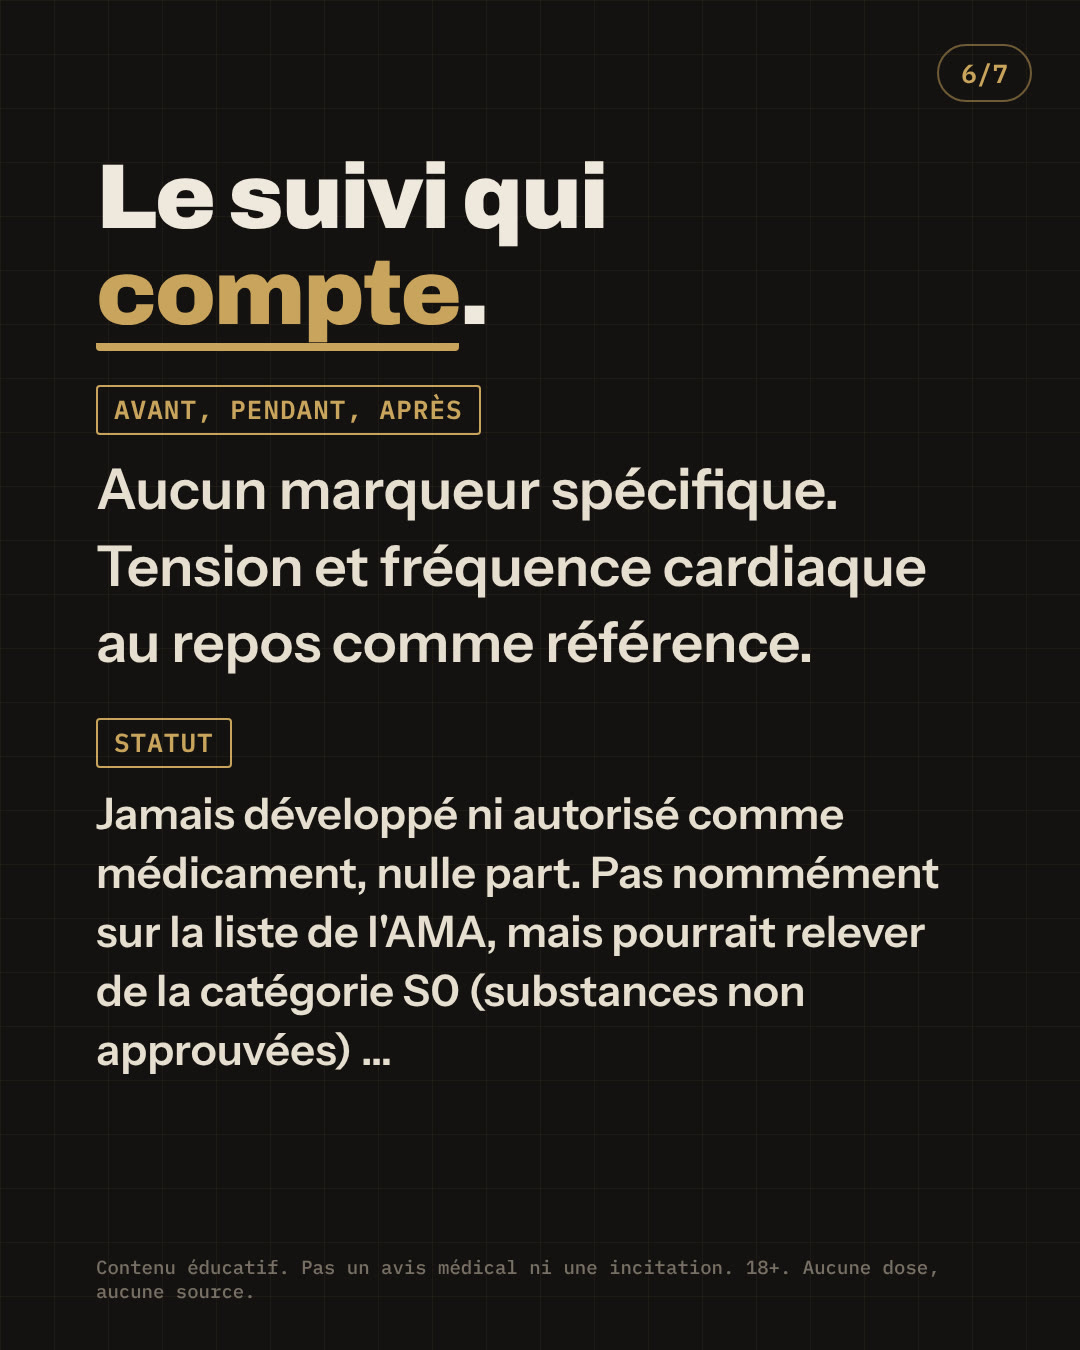 6/7
Le suivi qui
compte.
AVANT, PENDANT, APRÈS
Aucun marqueur spécifique.
Tension et fréquence cardiaque
au repos comme référence.
STATUT
Jamais développé ni autorisé comme
médicament, nulle part. Pas nommément
sur la liste de l'AMA, mais pourrait relever
de la catégorie S0 (substances non
approuvées) …
Contenu éducatif. Pas un avis médical ni une incitation. 18+. Aucune dose,
aucune source.